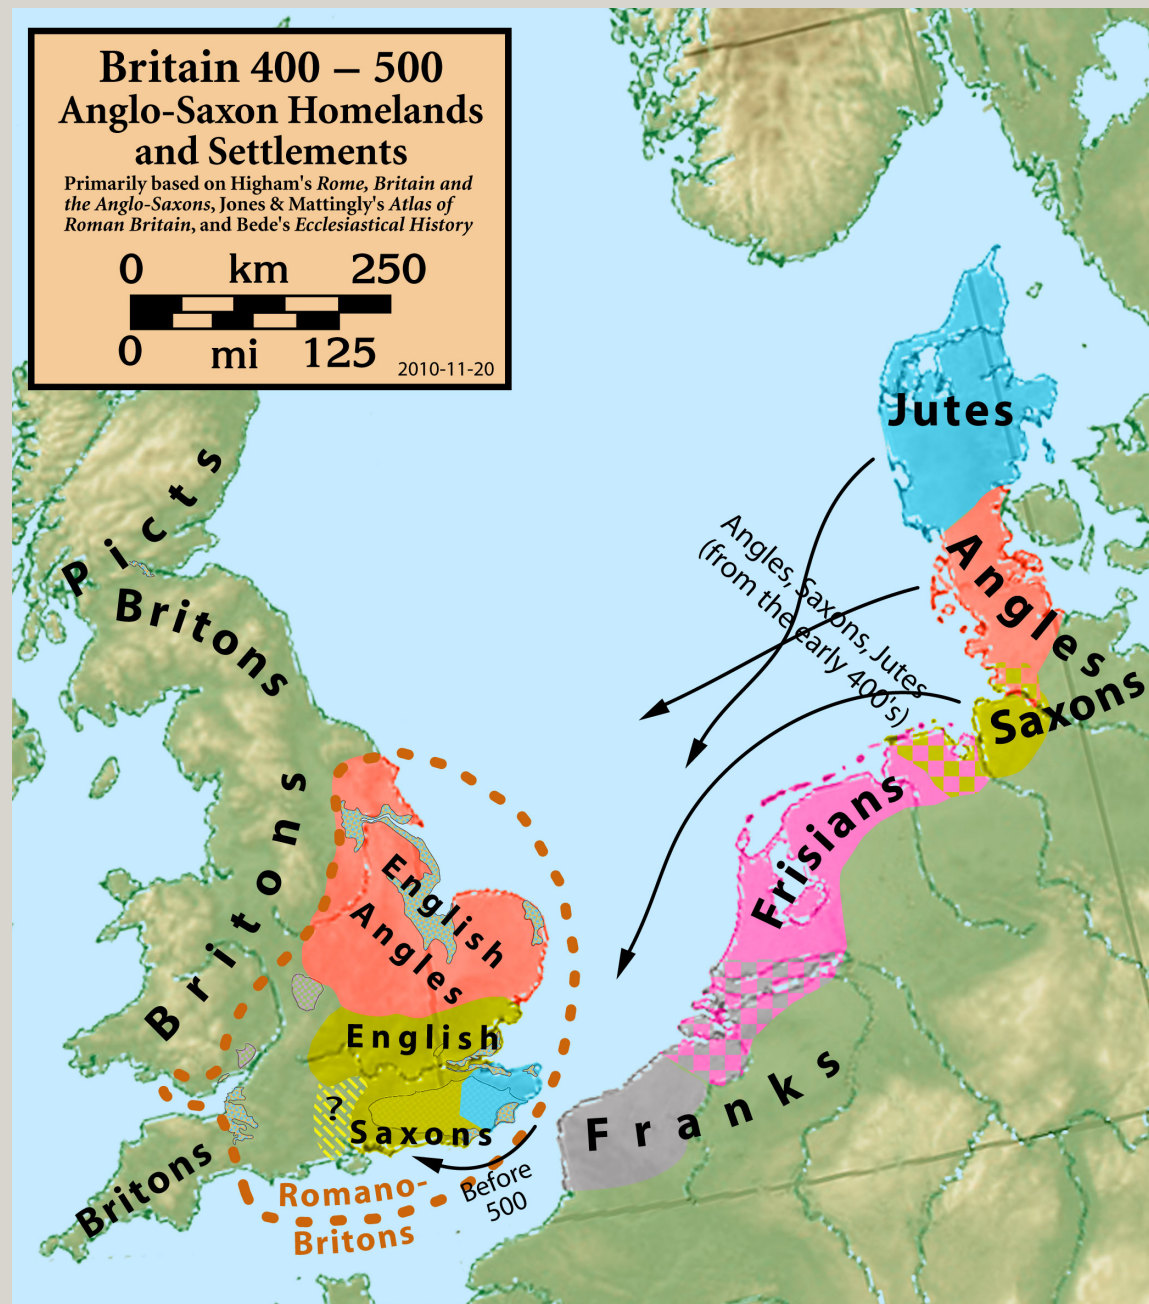 Britain 400 – 500
Anglo-Saxon Homelands
and Settlements
Primarily based on Higham's Rome, Britain and
the Anglo-Saxons, Jones & Mattingly's Atlas of
Roman Britain, and Bede's Ecclesiastical History
0 km 250
0 mi 125
2010-11-20
Jutes
Picts
Angles, Saxons, Jutes
(from the early 400's)
Angles
Britons
Saxons
Britons
Frisians
English
Angles
English
?
Saxons
Franks
Britons
Before
500
Romano-
Britons